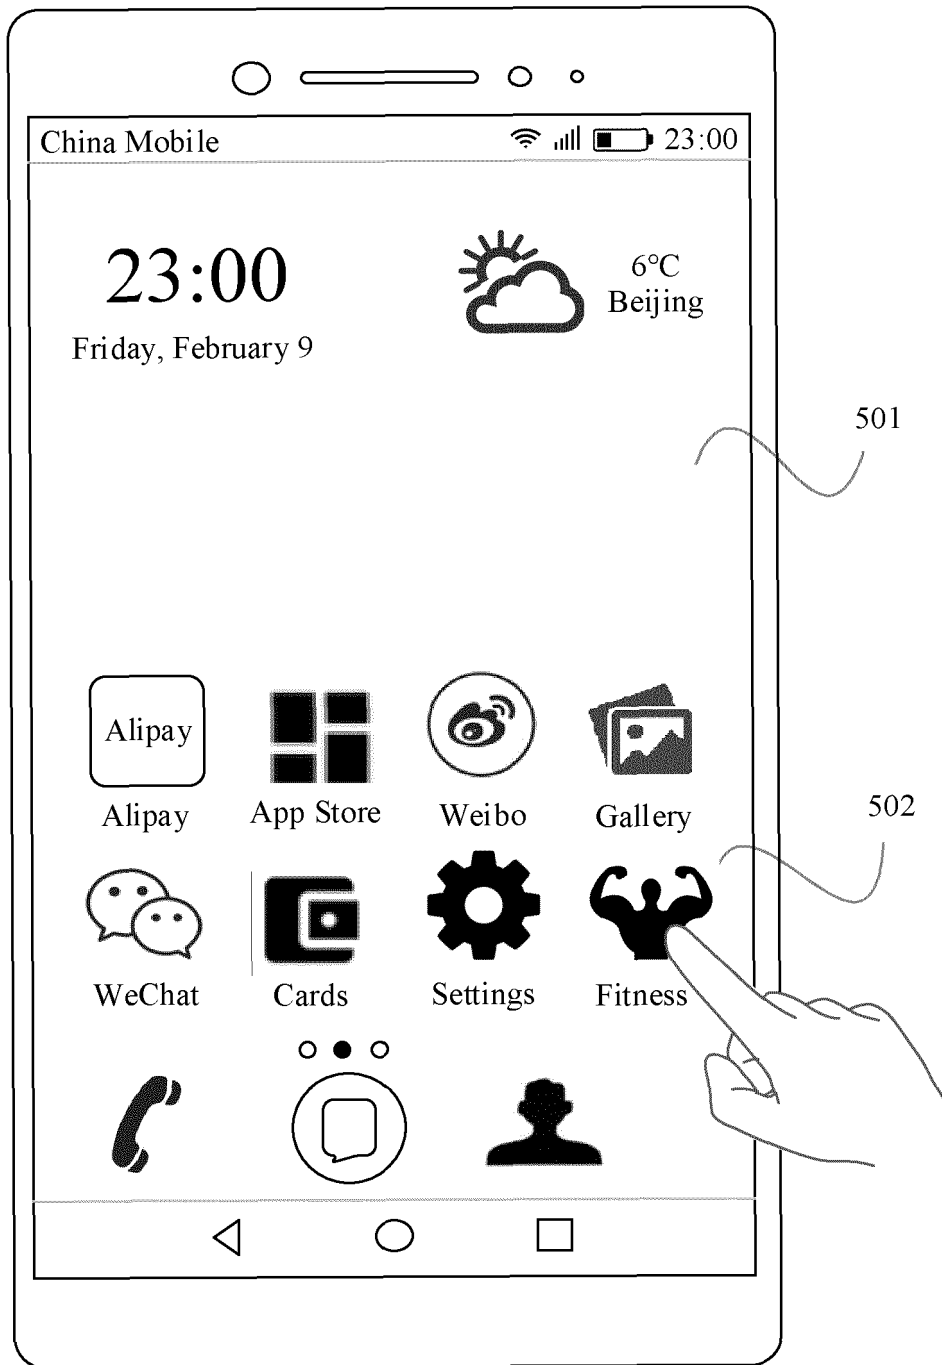 China Mobile 23:00
23:00
6°C
Beijing
Friday, February 9
501
Alipay
Alipay App Store Weibo Gallery
502
WeChat Cards Settings Fitness